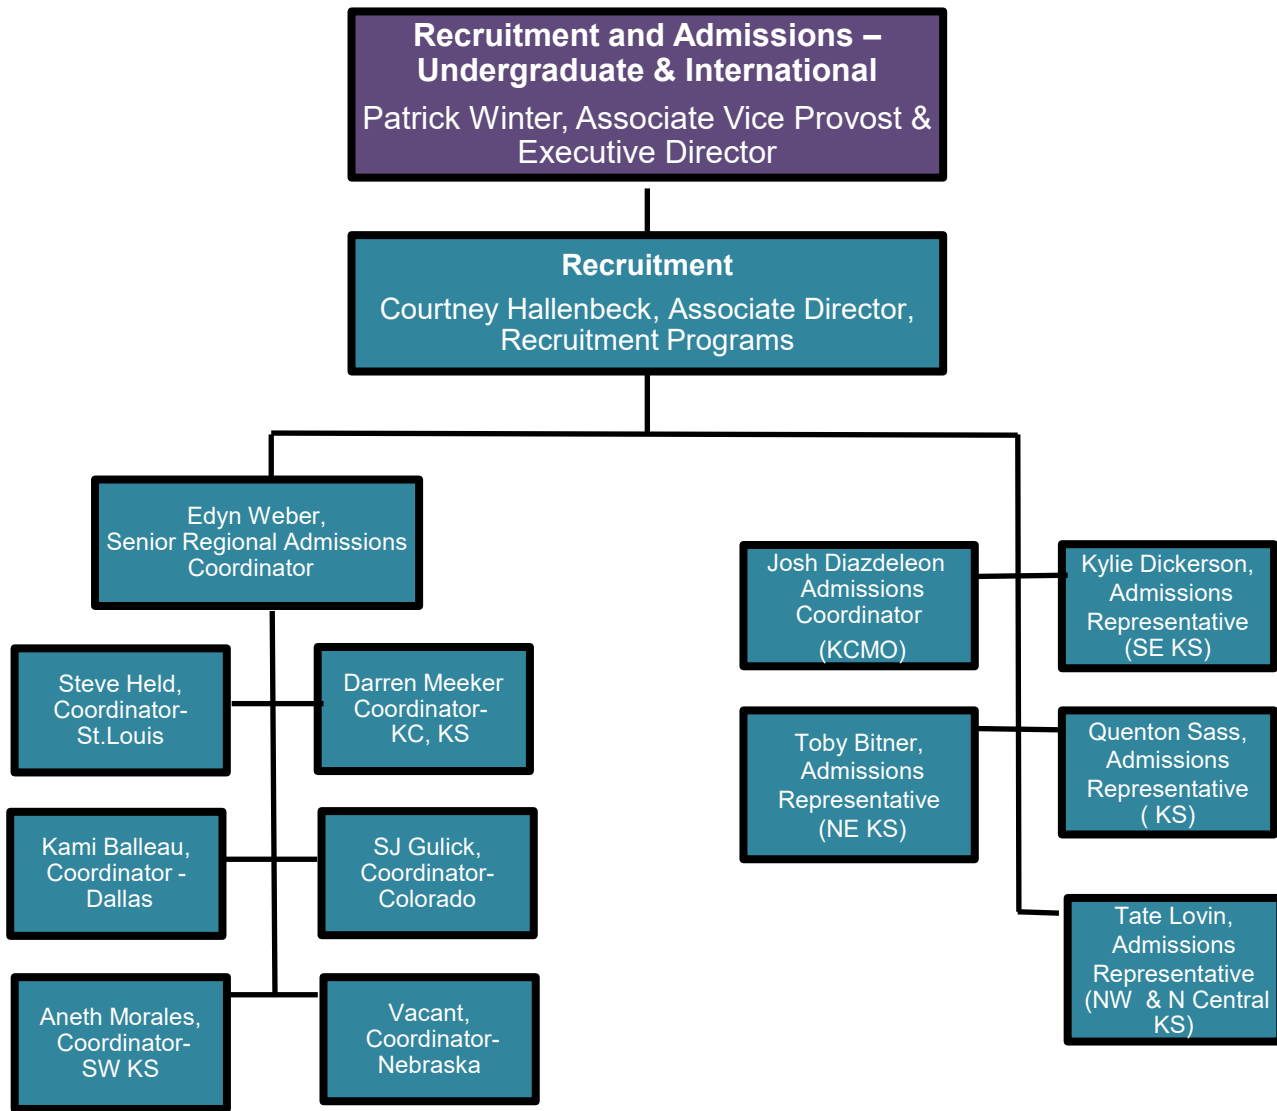 Recruitment and Admissions –
Undergraduate & International
Patrick Winter, Associate Vice Provost &
Executive Director
Recruitment
Courtney Hallenbeck, Associate Director,
Recruitment Programs
Edyn Weber,
Senior Regional Admissions
Coordinator
Steve Held,
Coordinator-
St.Louis
Darren Meeker
Coordinator-
KC, KS
Kami Balleau,
Coordinator -
Dallas
SJ Gulick,
Coordinator-
Colorado
Aneth Morales,
Coordinator-
SW KS
Vacant,
Coordinator-
Nebraska
Josh Diazdeleon
Admissions
Coordinator
(KCMO)
Kylie Dickerson,
Admissions
Representative
(SE KS)
Toby Bitner,
Admissions
Representative
(NE KS)
Quenton Sass,
Admissions
Representative
( KS)
Tate Lovin,
Admissions
Representative
(NW & N Central
KS)